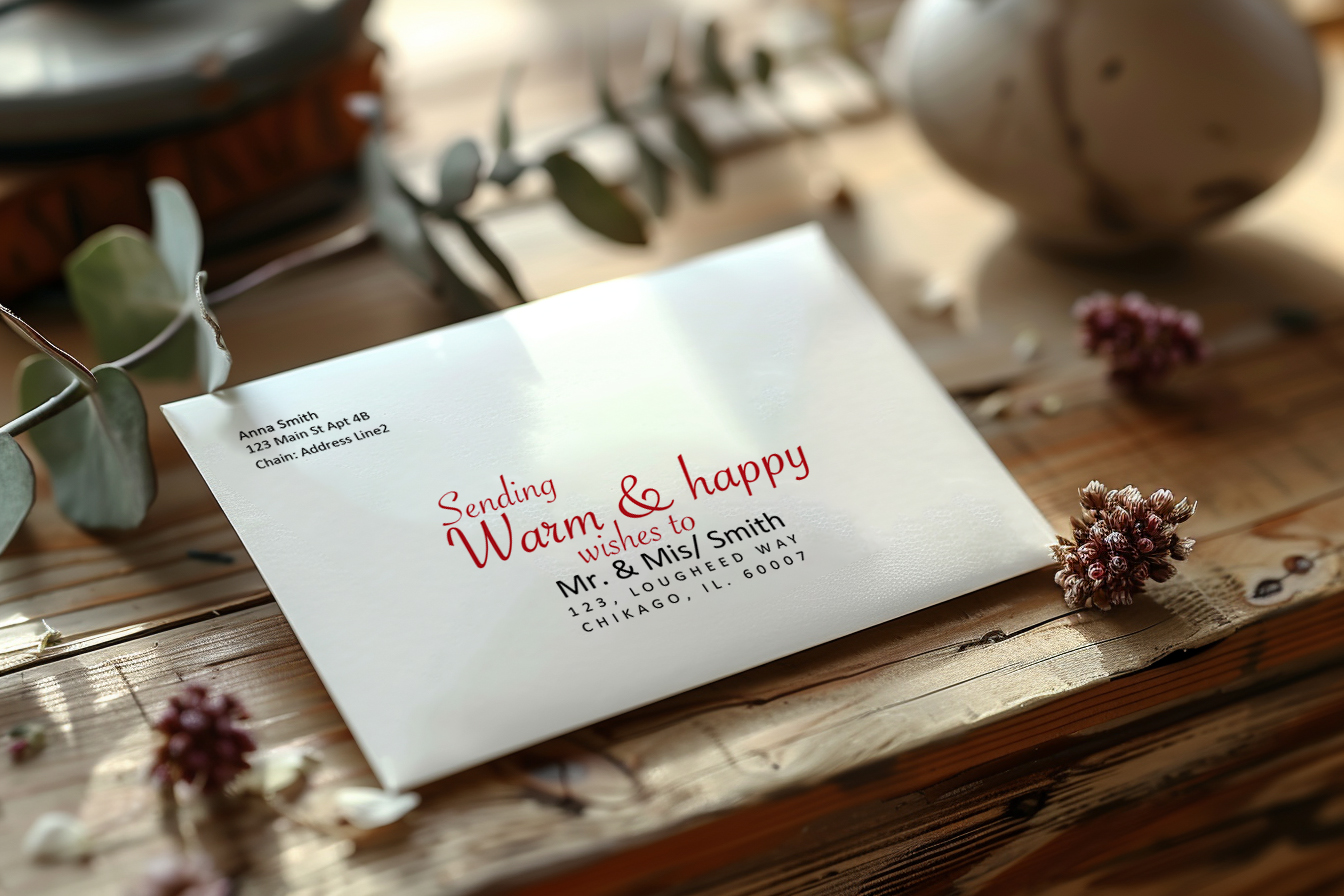 Anna Smith
123 Main St Apt 4B
Chain: Address Line2
Sending
Warm & happy
wishes to
Mr. & Mis/ Smith
123, LOUGHEED WAY
CHIKAGO, IL. 60007